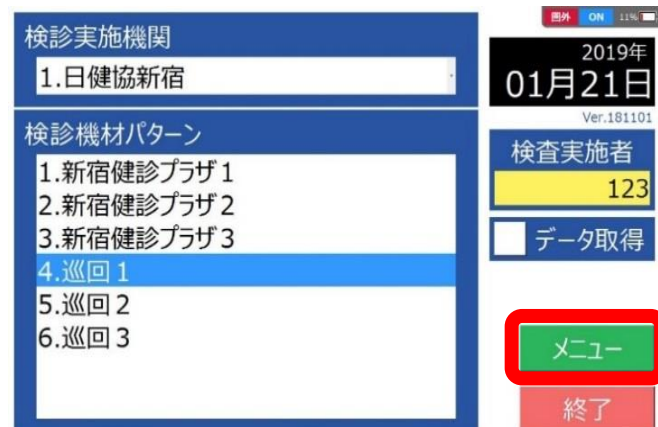 圏外 ON 11%
検診実施機関
1.日健協新宿
2019年
01月21日
Ver.181101
検診機材パターン
1.新宿健診プラザ1
2.新宿健診プラザ2
3.新宿健診プラザ3
4.巡回1
5.巡回2
6.巡回3
検査実施者
123
データ取得
メニュー
終了